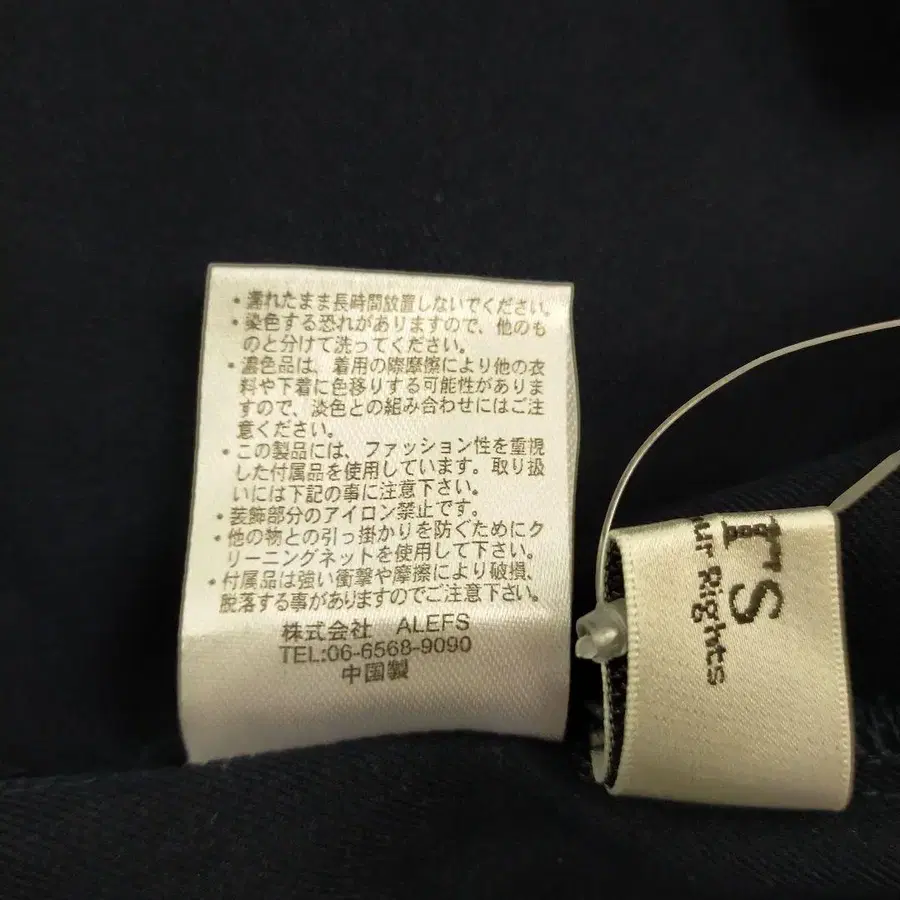 ・濡れたまま長時間放置しないでください。
・染色する恐れがありますので、他のも
のと分けて洗ってください。
・濃色品は、着用の際摩擦により他の衣
料や下着に色移りする可能性がありま
すので、淡色との組み合わせにはご注
意ください。
・この製品には、ファッション性を重視
した付属品を使用しています。取り扱
いには下記の事に注意下さい。
・装飾部分のアイロン禁止です。
・他の物との引っ掛かりを防ぐためにク
リーニングネットを使用して下さい。
・付属品は強い衝撃や摩擦により破損、
脱落する事がありますのでご注意ください。
株式会社 ALEFS
TEL:06-6568-9090
中国製
r's
ur Rights